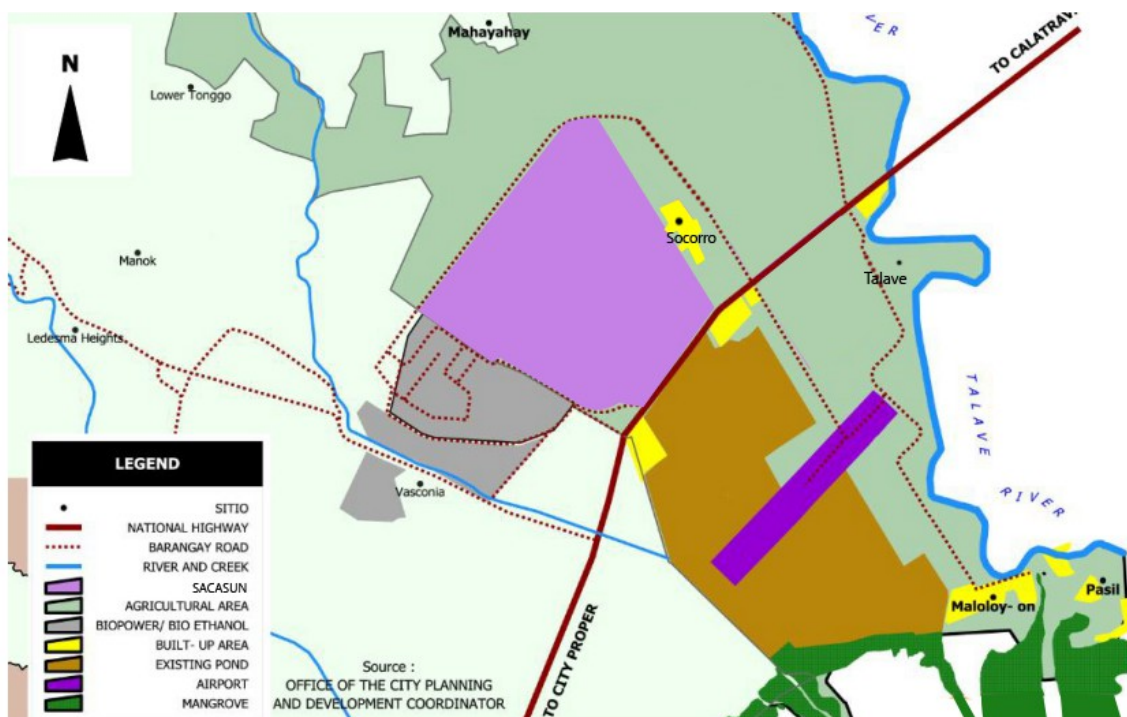 Mahayahay
TO CALATRAV
N
Lower Tonggo
Socorro
Manok
Talave
Ledesma Heights
TALAVE RIVER
Vasconia
Maloloy- on
Pasil
TO CITY PROPER
LEGEND
SITIO
NATIONAL HIGHWAY
BARANGAY ROAD
RIVER AND CREEK
SACASUN
AGRICULTURAL AREA
BIOPOWER/ BIO ETHANOL
BUILT- UP AREA
EXISTING POND
AIRPORT
MANGROVE
Source :
OFFICE OF THE CITY PLANNING
AND DEVELOPMENT COORDINATOR